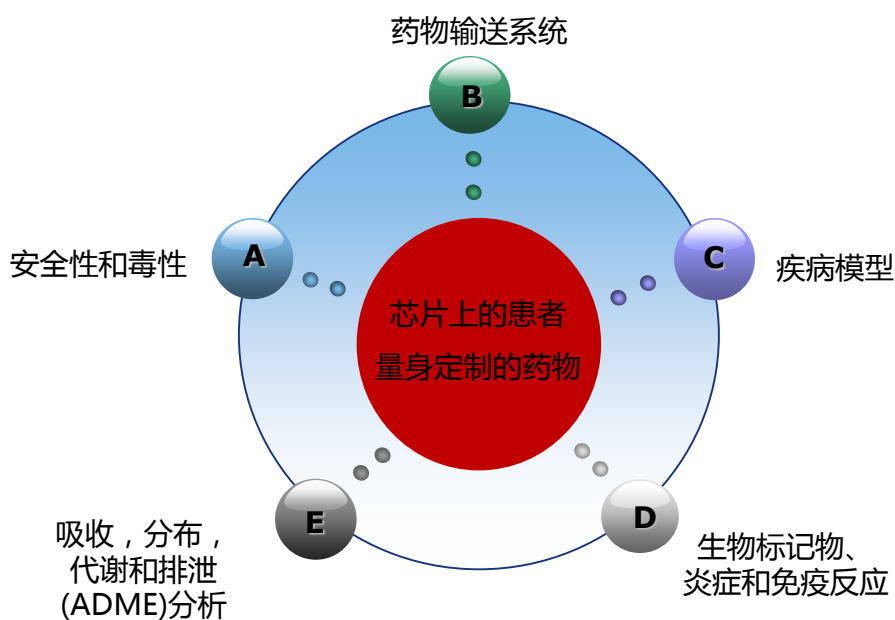 药物输送系统
B
A
安全性和毒性
C
疾病模型
芯片上的患者
量身定制的药物
E
吸收，分布，
代谢和排泄
(ADME)分析
D
生物标记物、
炎症和免疫反应